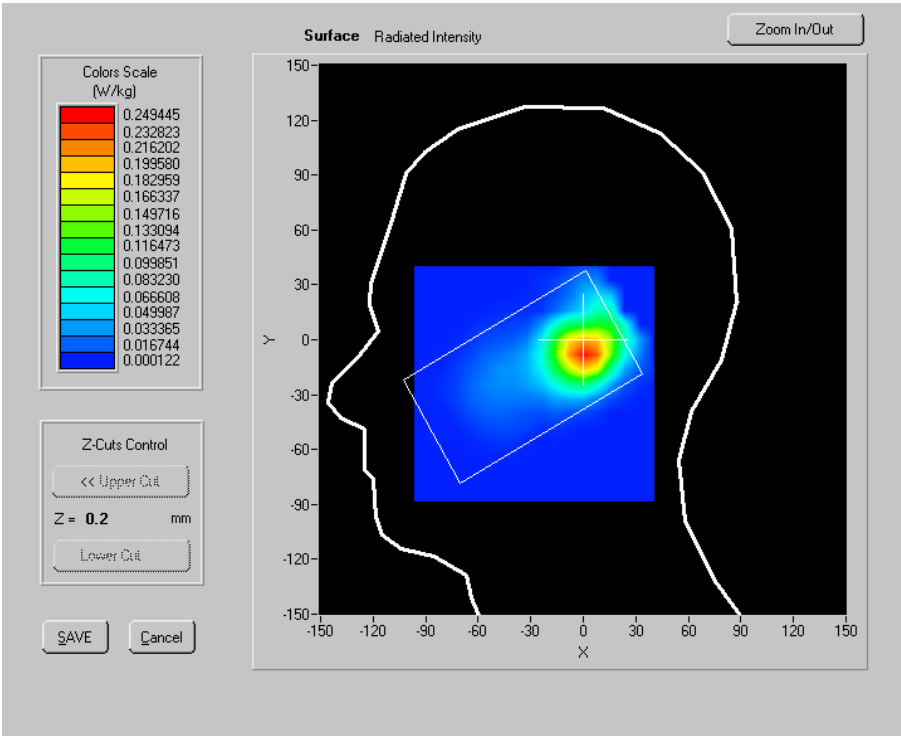 Surface Radiated Intensity
Zoom In/Out
Colors Scale
(W/kg)
0.249445
0.232823
0.216202
0.199580
0.182959
0.166337
0.149716
0.133094
0.116473
0.099851
0.083230
0.066608
0.049987
0.033365
0.016744
0.000122
Z-Cuts Control
<< Upper Cut
Z = 0.2 mm
Lower Cut
SAVE Cancel
150
120
90
60
30
0
-30
-60
-90
-120
-150
Y
-150 -120 -90 -60 -30 0 30 60 90 120 150
X